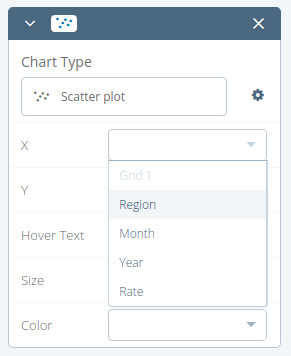 Chart Type
Scatter plot
X
Grid 1
Region
Y
Month
Hover Text
Year
Size
Rate
Color